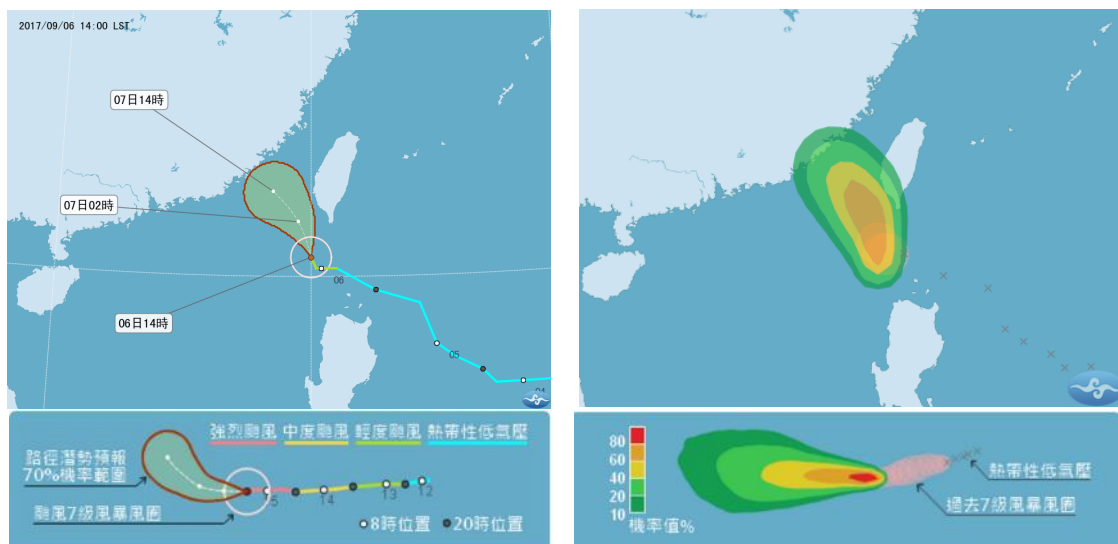 2017/09/06 14:00 LST
07日14時
07日02時
06日14時
06
05
04
強烈颱風 中度颱風 輕度颱風 熱帶性低氣壓
路徑潛勢預報
70%機率範圍
颱風7級風暴風圈
15
14
13
12
8時位置 20時位置
80
60
40
20
10
機率值%
熱帶性低氣壓
過去7級風暴風圈